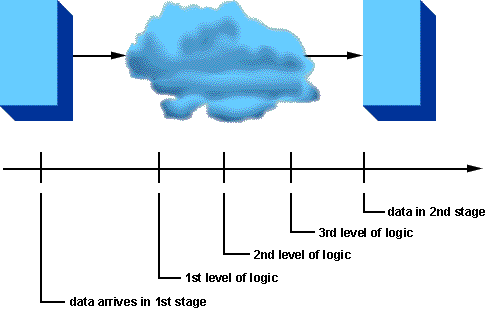 data in 2nd stage
3rd level of logic
2nd level of logic
1st level of logic
data arrives in 1st stage